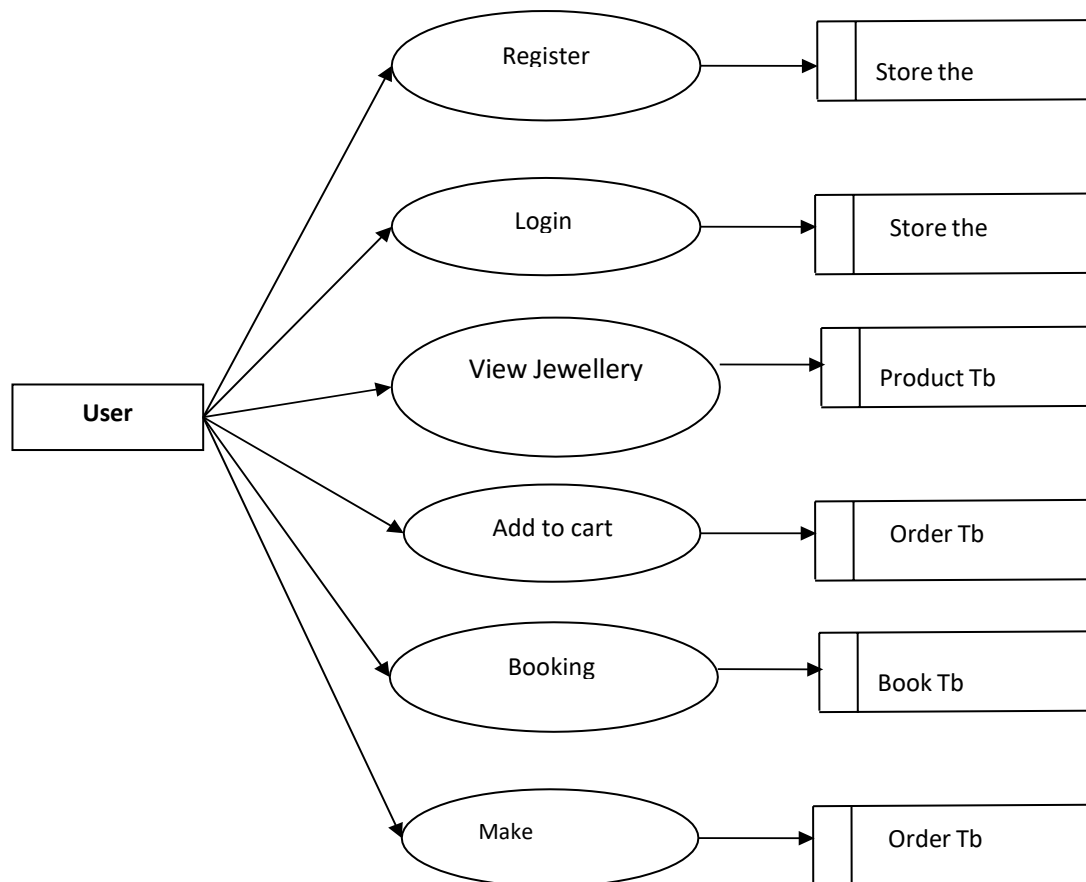 Register
Store the
Login
Store the
View Jewellery
Product Tb
User
Add to cart
Order Tb
Booking
Book Tb
Make
Order Tb